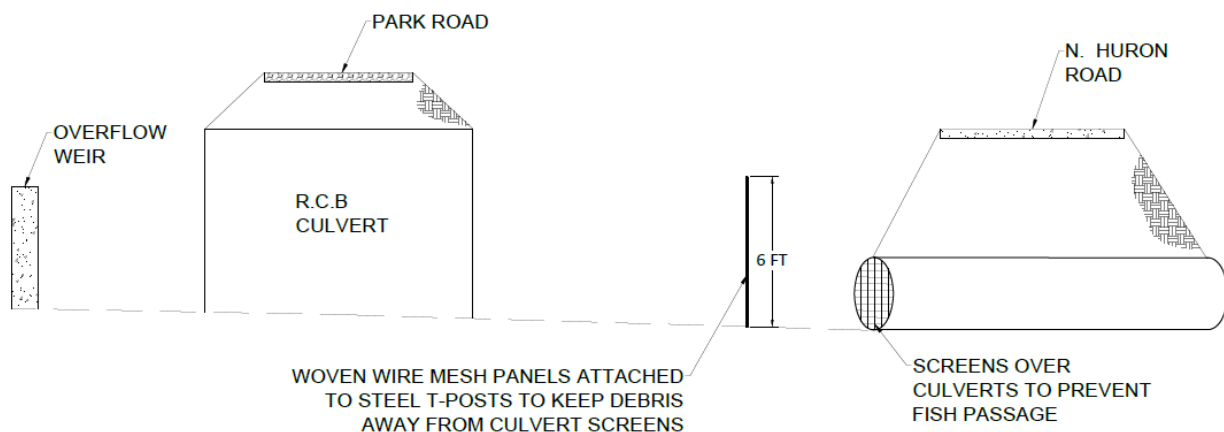 PARK ROAD
N. HURON
ROAD
OVERFLOW
WEIR
R.C.B
CULVERT
6 FT
WOVEN WIRE MESH PANELS ATTACHED
TO STEEL T-POSTS TO KEEP DEBRIS
AWAY FROM CULVERT SCREENS
SCREENS OVER
CULVERTS TO PREVENT
FISH PASSAGE